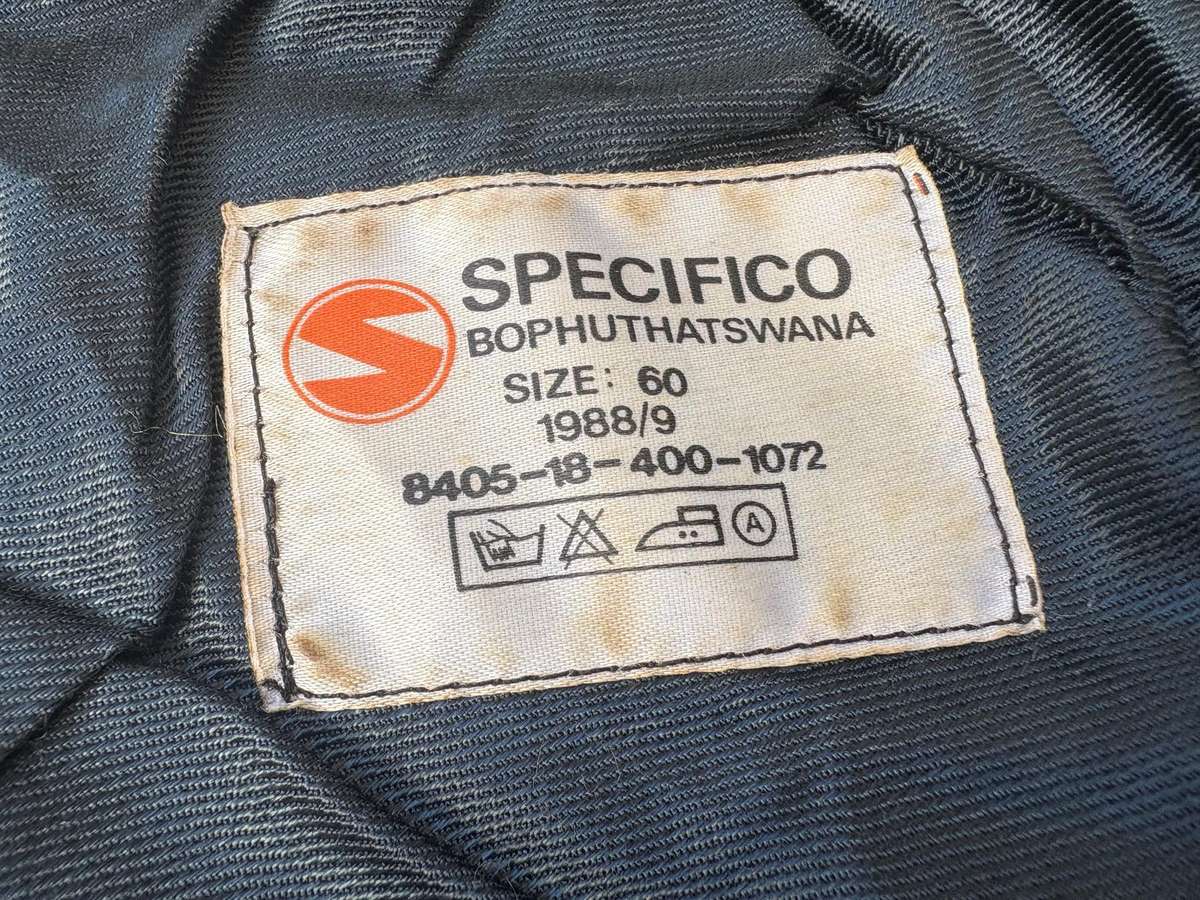 SPECIFICO
BOPHUTHATSWANA
SIZE: 60
1988/9
8405-18-400-1072
A